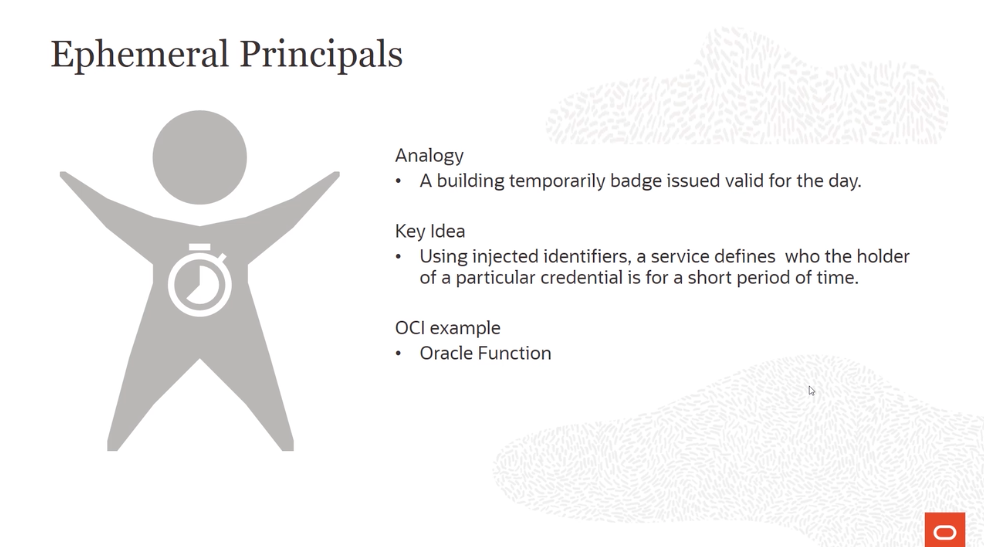 Ephemeral Principals
Analogy
• A building temporarily badge issued valid for the day.
Key Idea
• Using injected identifiers, a service defines  who the holder
of a particular credential is for a short period of time.
OCI example
• Oracle Function